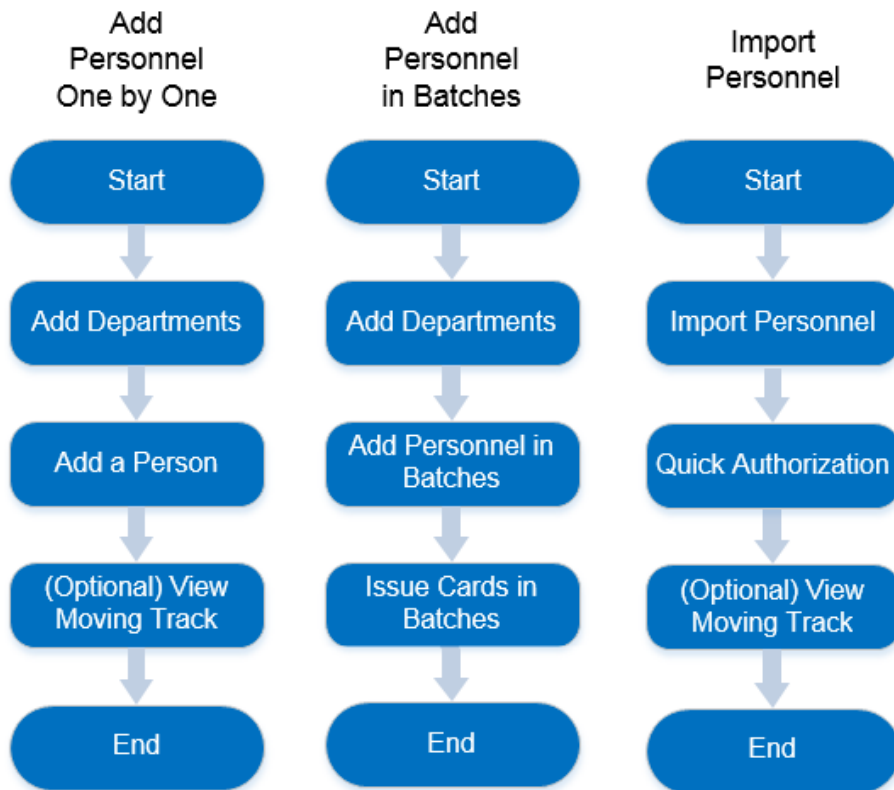 Add
Personnel
One by One
Start
Add Departments
Add a Person
(Optional) View
Moving Track
End
Add
Personnel
in Batches
Start
Add Departments
Add Personnel in
Batches
Issue Cards in
Batches
End
Import
Personnel
Start
Import Personnel
Quick Authorization
(Optional) View
Moving Track
End